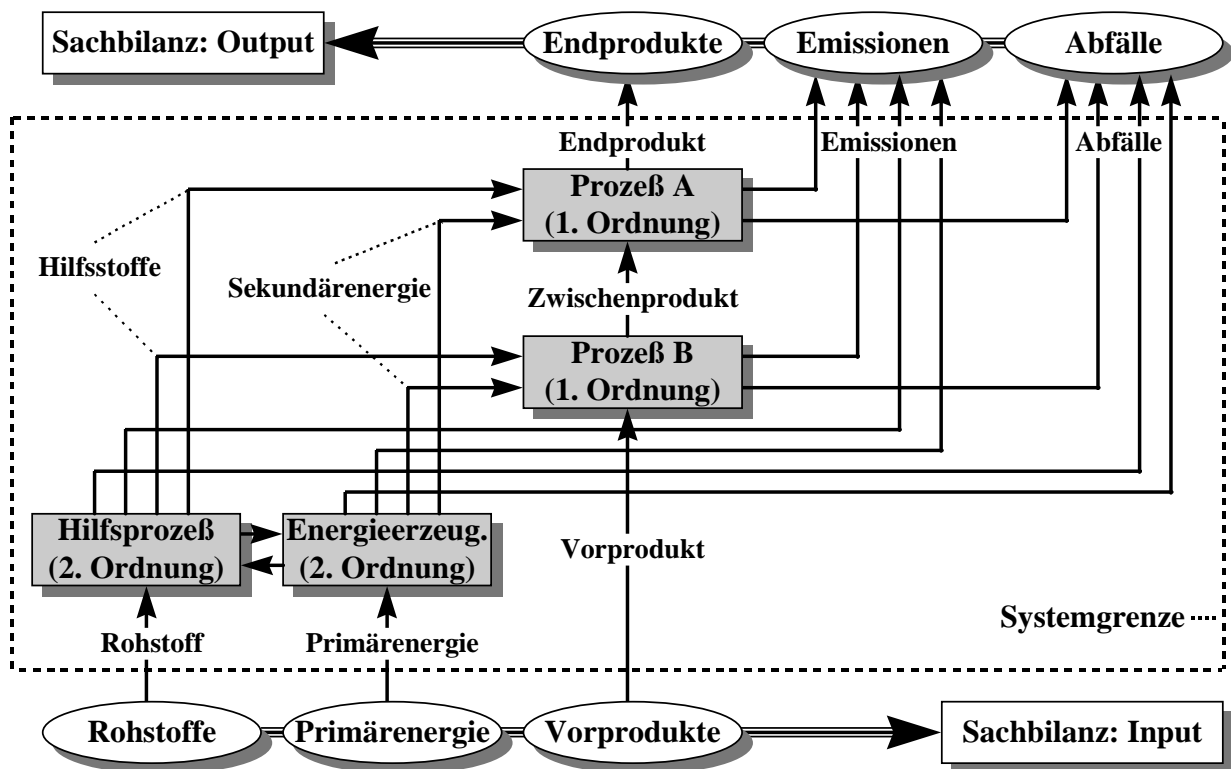 Sachbilanz: Output
Endprodukte
Emissionen
Abfälle
Endprodukt
Emissionen
Abfälle
Prozeß A
(1. Ordnung)
Hilfsstoffe
Sekundärenergie
Zwischenprodukt
Prozeß B
(1. Ordnung)
Hilfsprozeß
(2. Ordnung)
Energieerzeug.
(2. Ordnung)
Vorprodukt
Systemgrenze
Rohstoff
Primärenergie
Rohstoffe
Primärenergie
Vorprodukte
Sachbilanz: Input